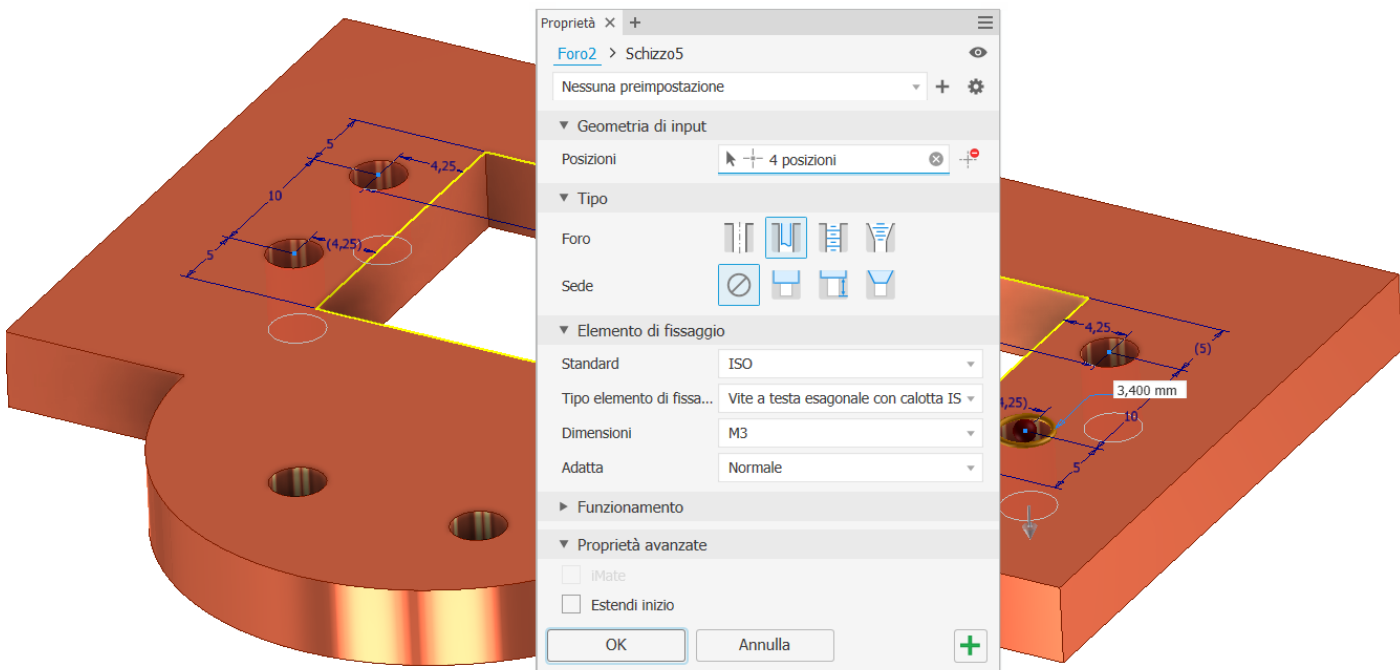 Proprietà
Foro2 > Schizzo5
Nessuna preimpostazione
Geometria di input
Posizioni 4 posizioni
Tipo
Foro
Sede
Elemento di fissaggio
Standard ISO
Tipo elemento di fissa... Vite a testa esagonale con calotta IS
Dimensioni M3
Adatta Normale
Funzionamento
Proprietà avanzate
iMate
Estendi inizio
OK Annulla
5
4,25
10
(4,25)
5
4,25
(5)
3,400 mm
4,25)
10
5